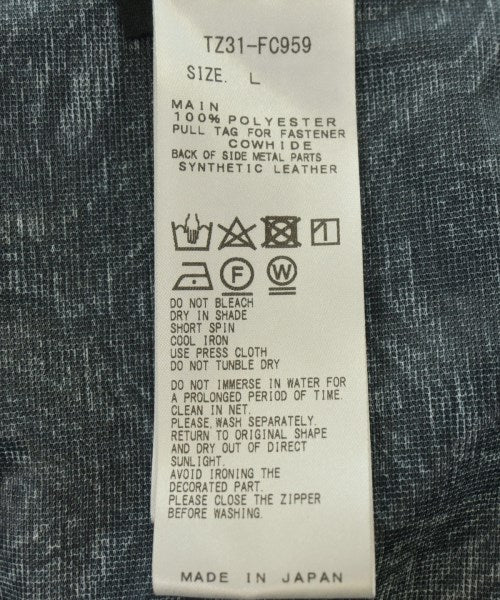 TZ31-FC959
SIZE. L
MAIN
100% POLYESTER
PULL TAG FOR FASTENER
COWHIDE
BACK OF SIDE METAL PARTS
SYNTHETIC LEATHER
F W
DO NOT BLEACH
DRY IN SHADE
SHORT SPIN
COOL IRON
USE PRESS CLOTH
DO NOT TUMBLE DRY
DO NOT IMMERSE IN WATER FOR
A PROLONGED PERIOD OF TIME.
CLEAN IN NET.
PLEASE, WASH SEPARATELY.
RETURN TO ORIGINAL SHAPE
AND DRY OUT OF DIRECT
SUNLIGHT.
AVOID IRONING THE
DECORATED PART.
PLEASE CLOSE THE ZIPPER
BEFORE WASHING.
MADE IN JAPAN